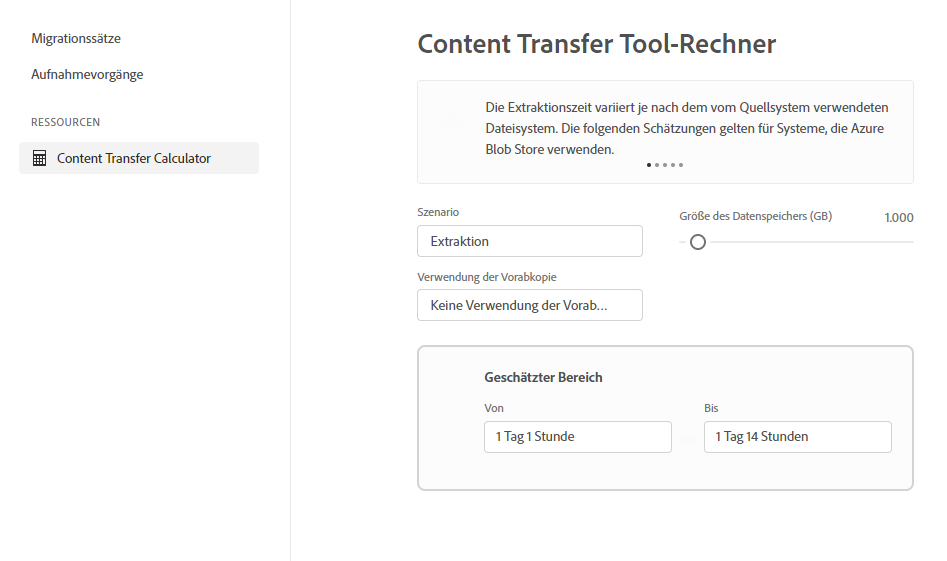 Migrationssätze
Aufnahmevorgänge
RESSOURCEN
Content Transfer Calculator
Content Transfer Tool-Rechner
Die Extraktionszeit variiert je nach dem vom Quellsystem verwendeten
Dateisystem. Die folgenden Schätzungen gelten für Systeme, die Azure
Blob Store verwenden.
Szenario
Extraktion
Größe des Datenspeichers (GB)
1.000
Verwendung der Vorabkopie
Keine Verwendung der Vorab...
Geschätzter Bereich
Von
1 Tag 1 Stunde
Bis
1 Tag 14 Stunden